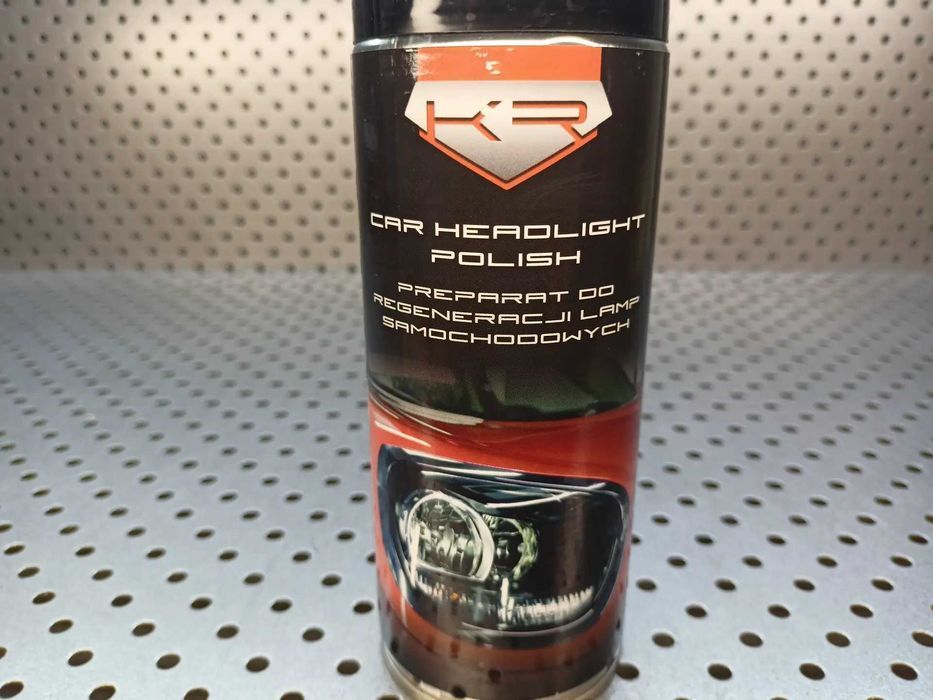 KR
CAR HEADLIGHT
POLISH
PREPARAT DO
REGENERACJI LAMP
SAMOCHODOWYCH